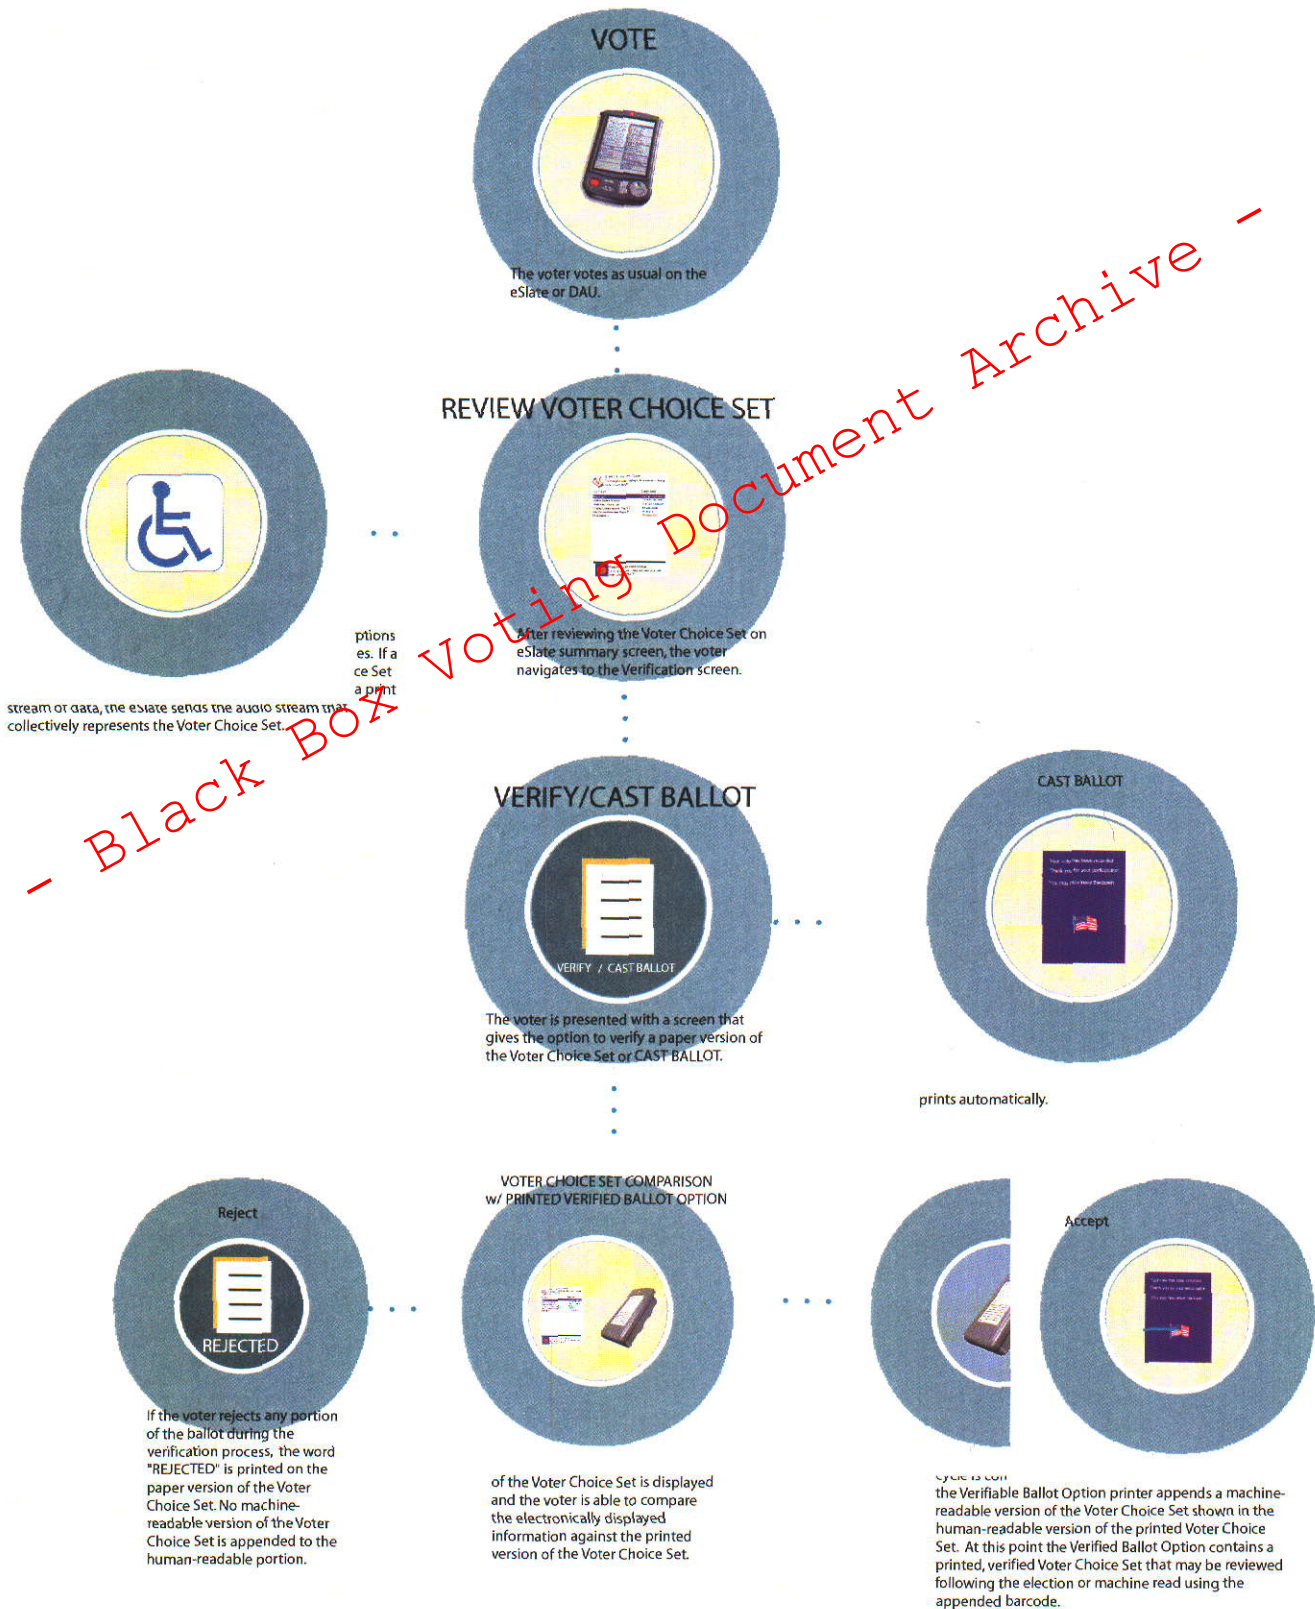 VOTE
The voter votes as usual on the
eSlate or DAU.
- Black Box Voting Document Archive -
REVIEW VOTER CHOICE SET
After reviewing the Voter Choice Set on
eSlate summary screen, the voter
navigates to the Verification screen.
ptions
es. If a
ce Set
a print
stream of data, the eSlate sends the audio stream that
collectively represents the Voter Choice Set.
VERIFY/CAST BALLOT
VERIFY / CAST BALLOT
The voter is presented with a screen that
gives the option to verify a paper version of
the Voter Choice Set or CAST BALLOT.
CAST BALLOT
prints automatically.
Reject
REJECTED
If the voter rejects any portion
of the ballot during the
verification process, the word
"REJECTED" is printed on the
paper version of the Voter
Choice Set. No machine-
readable version of the Voter
Choice Set is appended to the
human-readable portion.
VOTER CHOICE SET COMPARISON
w/ PRINTED VERIFIED BALLOT OPTION
of the Voter Choice Set is displayed
and the voter is able to compare
the electronically displayed
information against the printed
version of the Voter Choice Set.
Accept
cycle is
the Verifiable Ballot Option printer appends a machine-
readable version of the Voter Choice Set shown in the
human-readable version of the printed Voter Choice
Set. At this point the Verified Ballot Option contains a
printed, verified Voter Choice Set that may be reviewed
following the election or machine read using the
appended barcode.